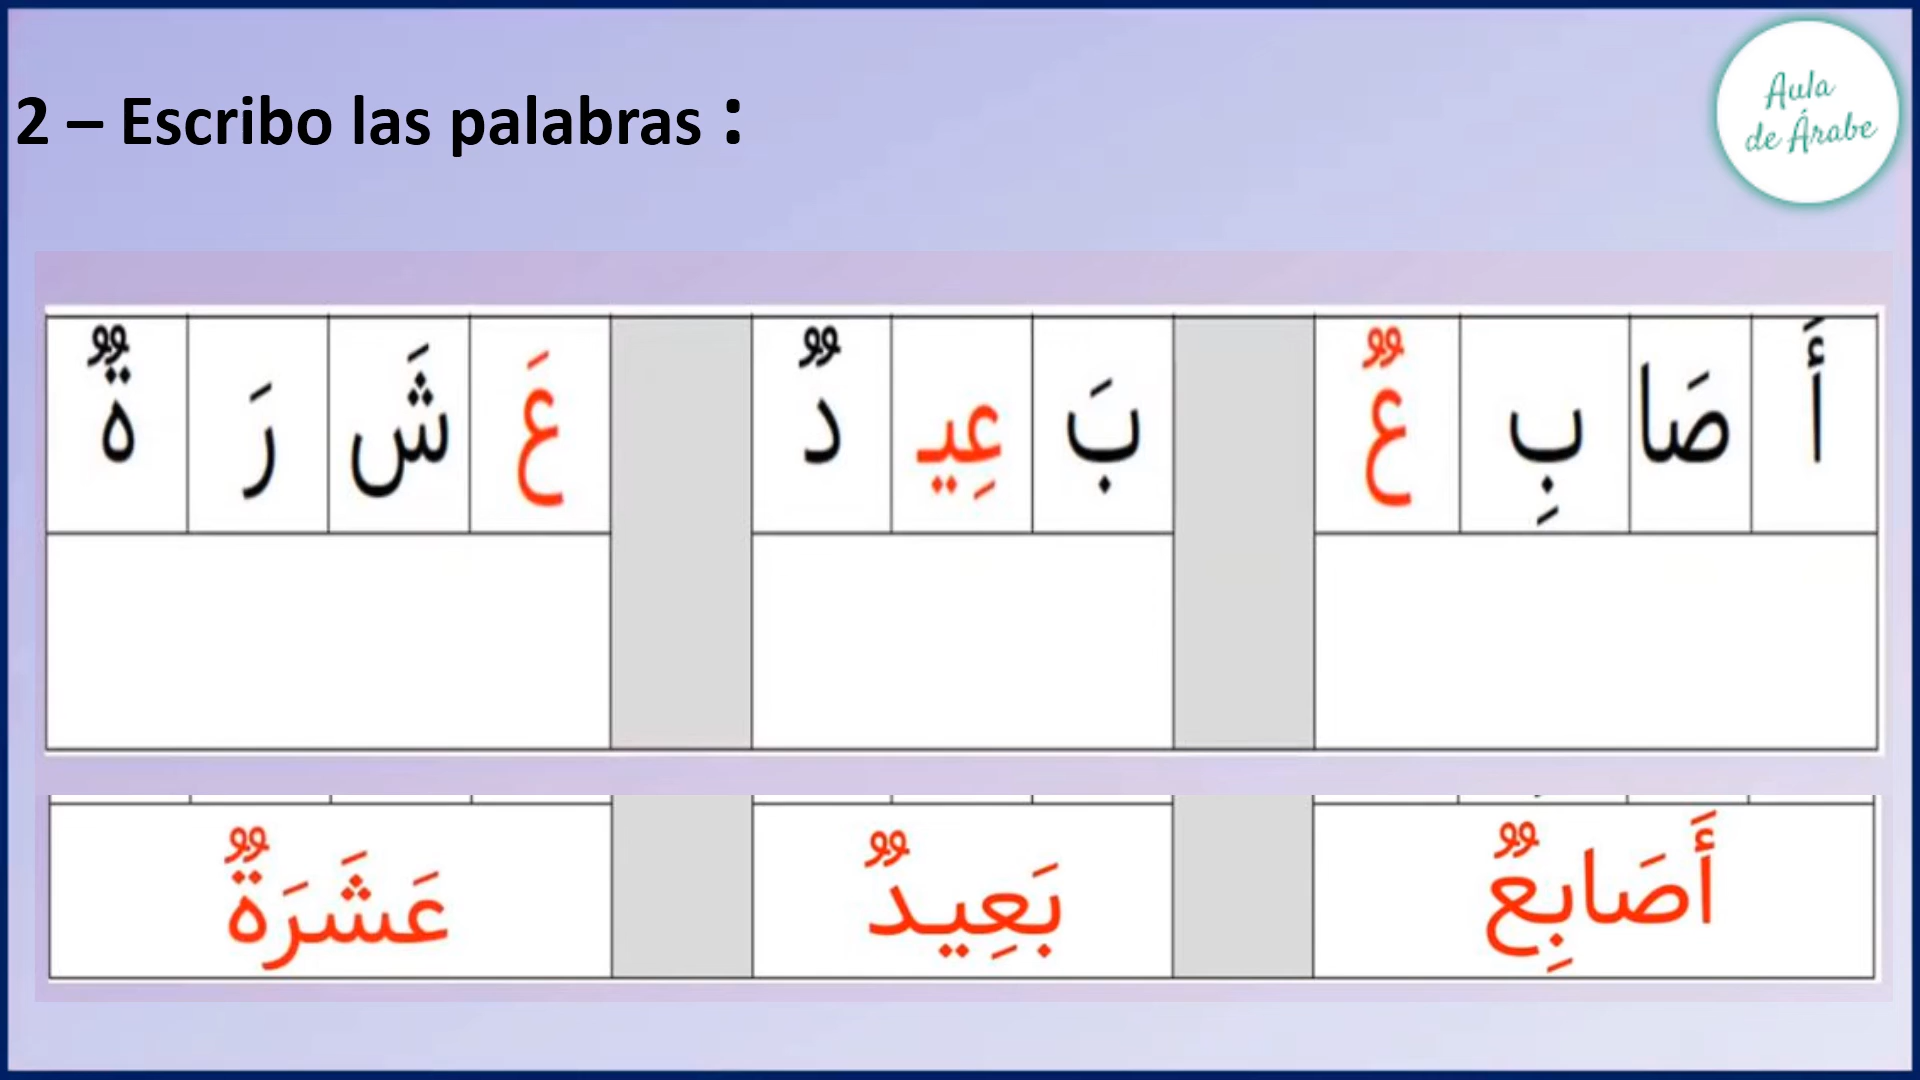 2 – Escribo las palabras :
Aula
de Árabe
أَ صَا بِ عٌ بَ عِيـ دٌ عَ شَ رَ ةٌ
أَصَابِعٌ بَعِيدٌ عَشَرَةٌ